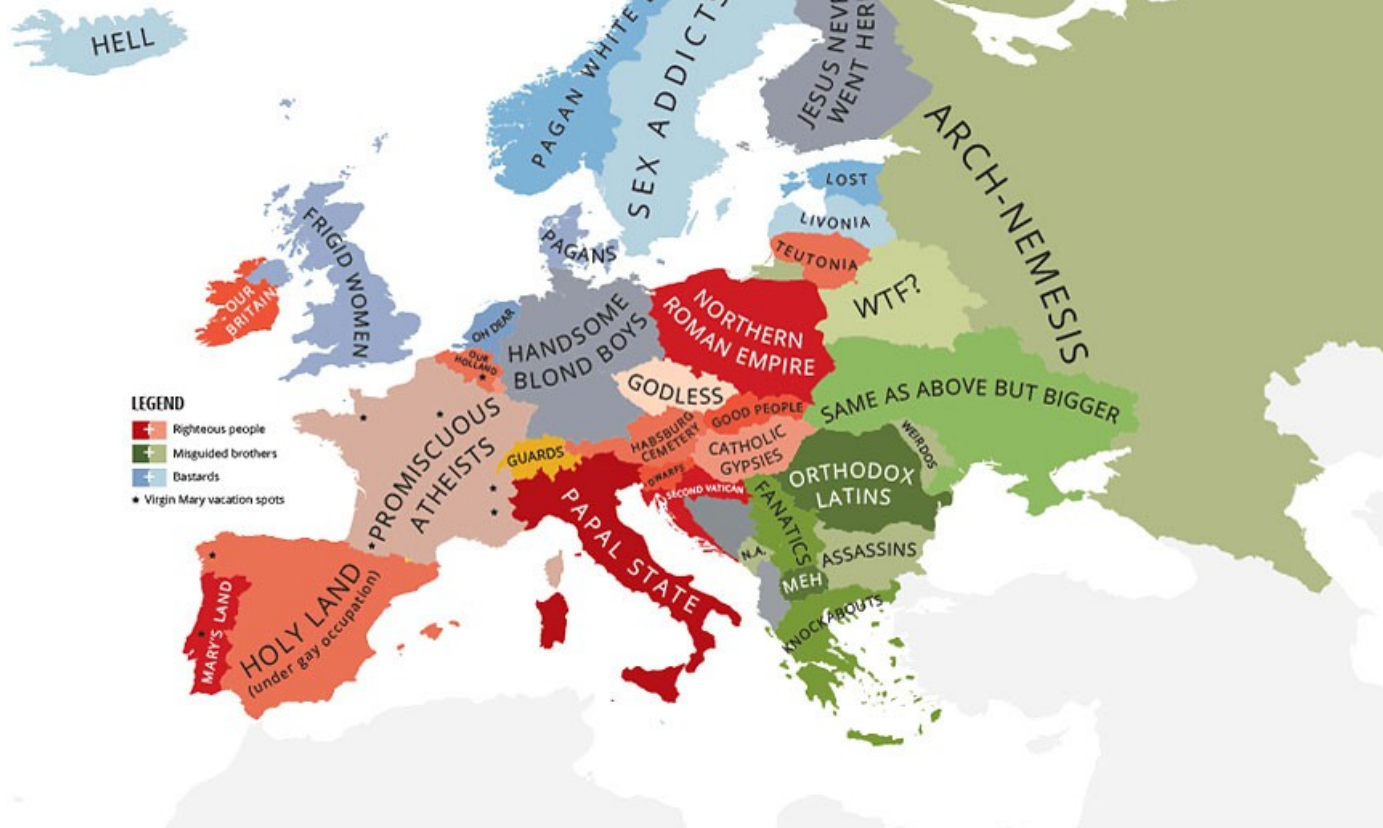 HELL
PAGAN WHITE
SEX ADDICTS
JESUS NEV
WENT HER
ARCH-NEMESIS
LOST
LIVONIA
TEUTONIA
FRIGID WOMEN
PAGANS
WTF?
OUR
BRITAIN
OH DEAR
HANDSOME
BLOND BOYS
NORTHERN
ROMAN EMPIRE
OUR
HOLLAND
GODLESS
SAME AS ABOVE BUT BIGGER
LEGEND
Righteous people
Misguided brothers
Bastards
Virgin Mary vacation spots
PROMISCUOUS
ATHEISTS
GUARDS
HABSBURG
CEMETERY
GOOD PEOPLE
CATHOLIC
GYPSIES
WEIRDOS
DWARFS
SECOND VATICAN
ORTHODOX
LATINS
PAPAL STATE
FANATICS
N.A.
ASSASSINS
MEH
KNOCKABOUTS
MARY'S LAND
HOLY LAND
(under gay occupation)